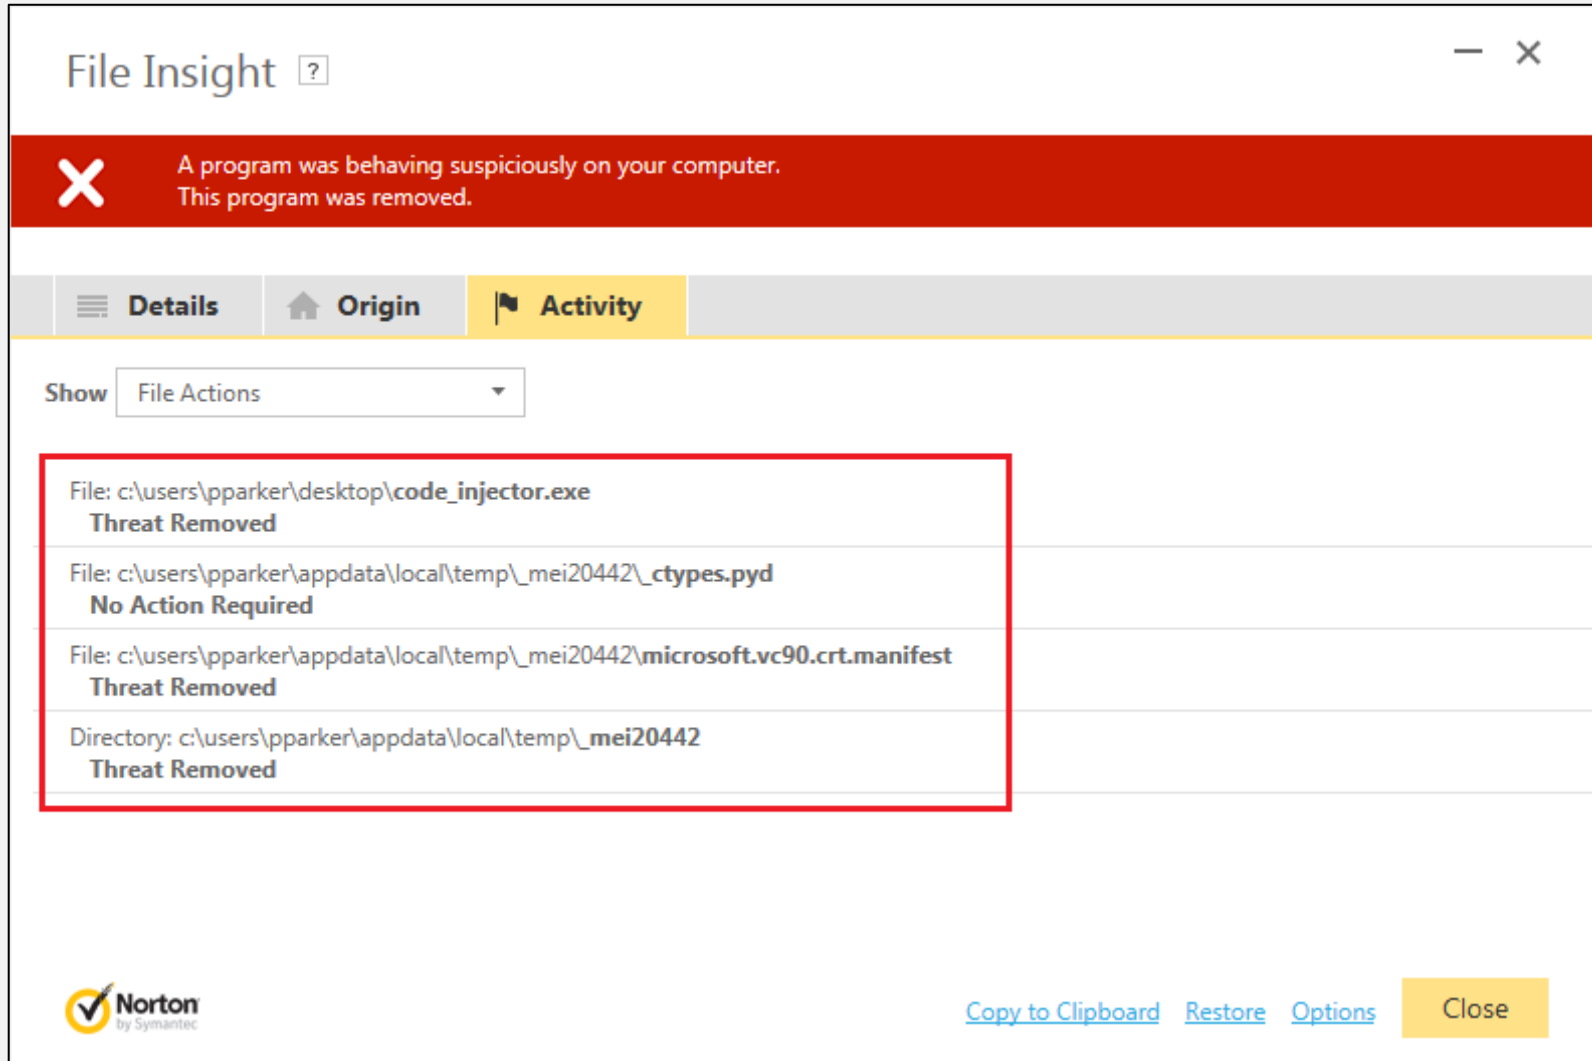 File Insight ?
A program was behaving suspiciously on your computer.
This program was removed.
Details Origin Activity
Show File Actions
File: c:\users\pparker\desktop\code_injector.exe
Threat Removed
File: c:\users\pparker\appdata\local\temp\_mei20442\_ctypes.pyd
No Action Required
File: c:\users\pparker\appdata\local\temp\_mei20442\microsoft.vc90.crt.manifest
Threat Removed
Directory: c:\users\pparker\appdata\local\temp\_mei20442
Threat Removed
Norton
by Symantec
Copy to Clipboard Restore Options Close